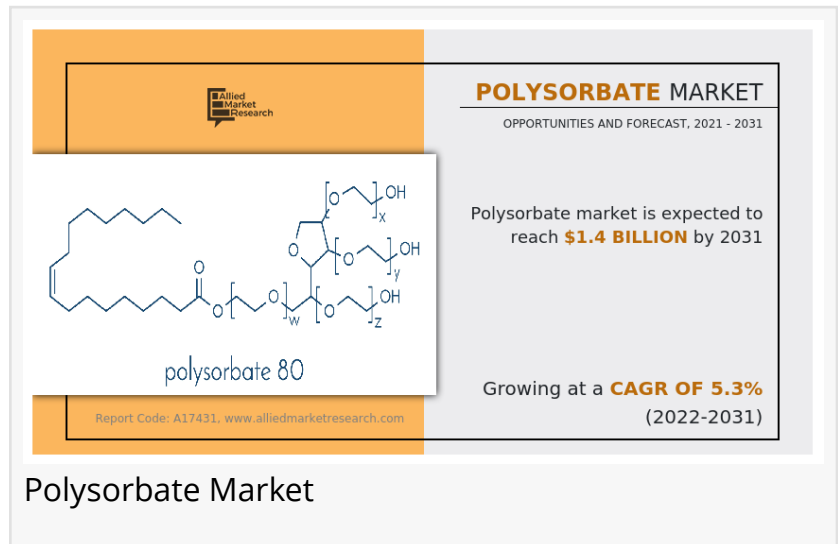 Allied
Market
Research
POLYSORBATE MARKET
OPPORTUNITIES AND FORECAST, 2021 - 2031
Polysorbate market is expected to
reach $1.4 BILLION by 2031
OH
O
x
O
OH
O
y
O
O
O
w
O
OH
z
polysorbate 80
Growing at a CAGR OF 5.3%
(2022-2031)
Report Code: A17431, www.alliedmarketresearch.com
Polysorbate Market